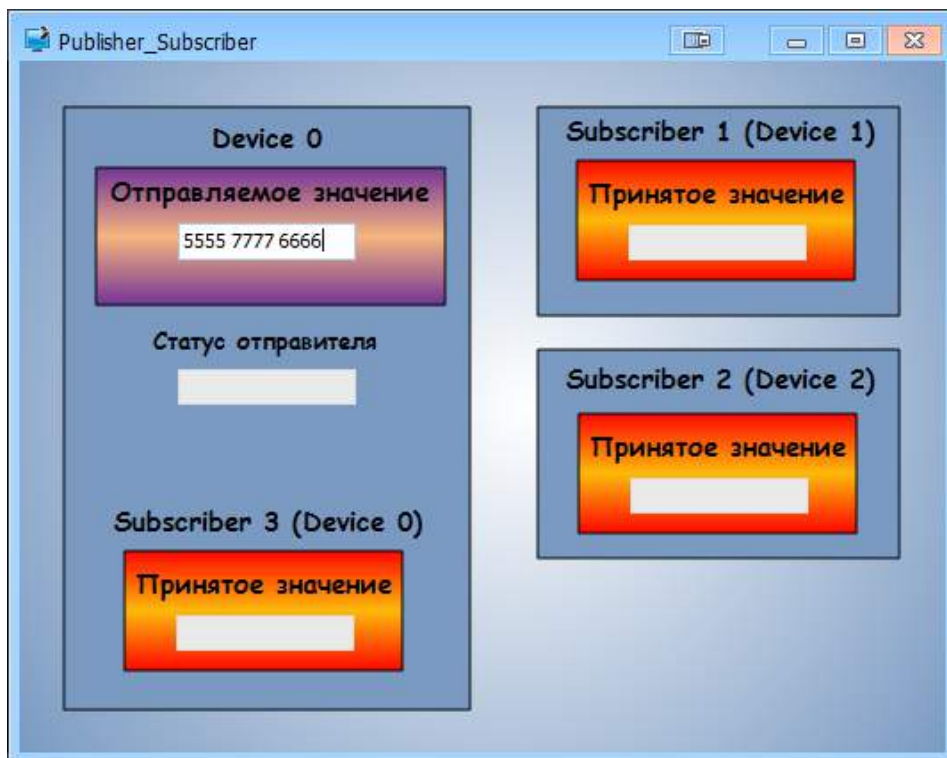 Publisher_Subscriber
Device 0
Отправляемое значение
5555 7777 6666
Статус отправителя
Subscriber 3 (Device 0)
Принятое значение
Subscriber 1 (Device 1)
Принятое значение
Subscriber 2 (Device 2)
Принятое значение